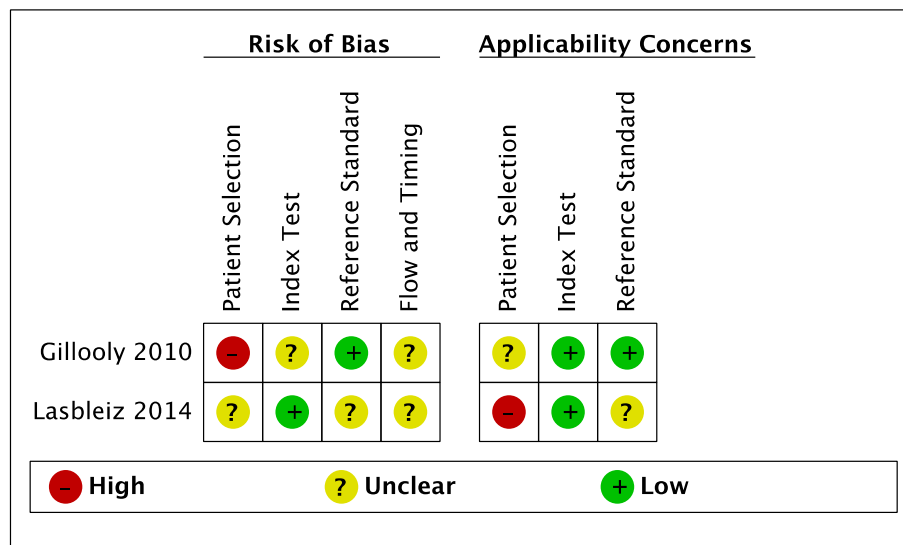 Risk of Bias Applicability Concerns
Patient Selection
Index Test
Reference Standard
Flow and Timing
Patient Selection
Index Test
Reference Standard
Gillooly 2010 – ? + ? ? + +
Lasbleiz 2014 ? + ? ? – + ?
– High ? Unclear + Low